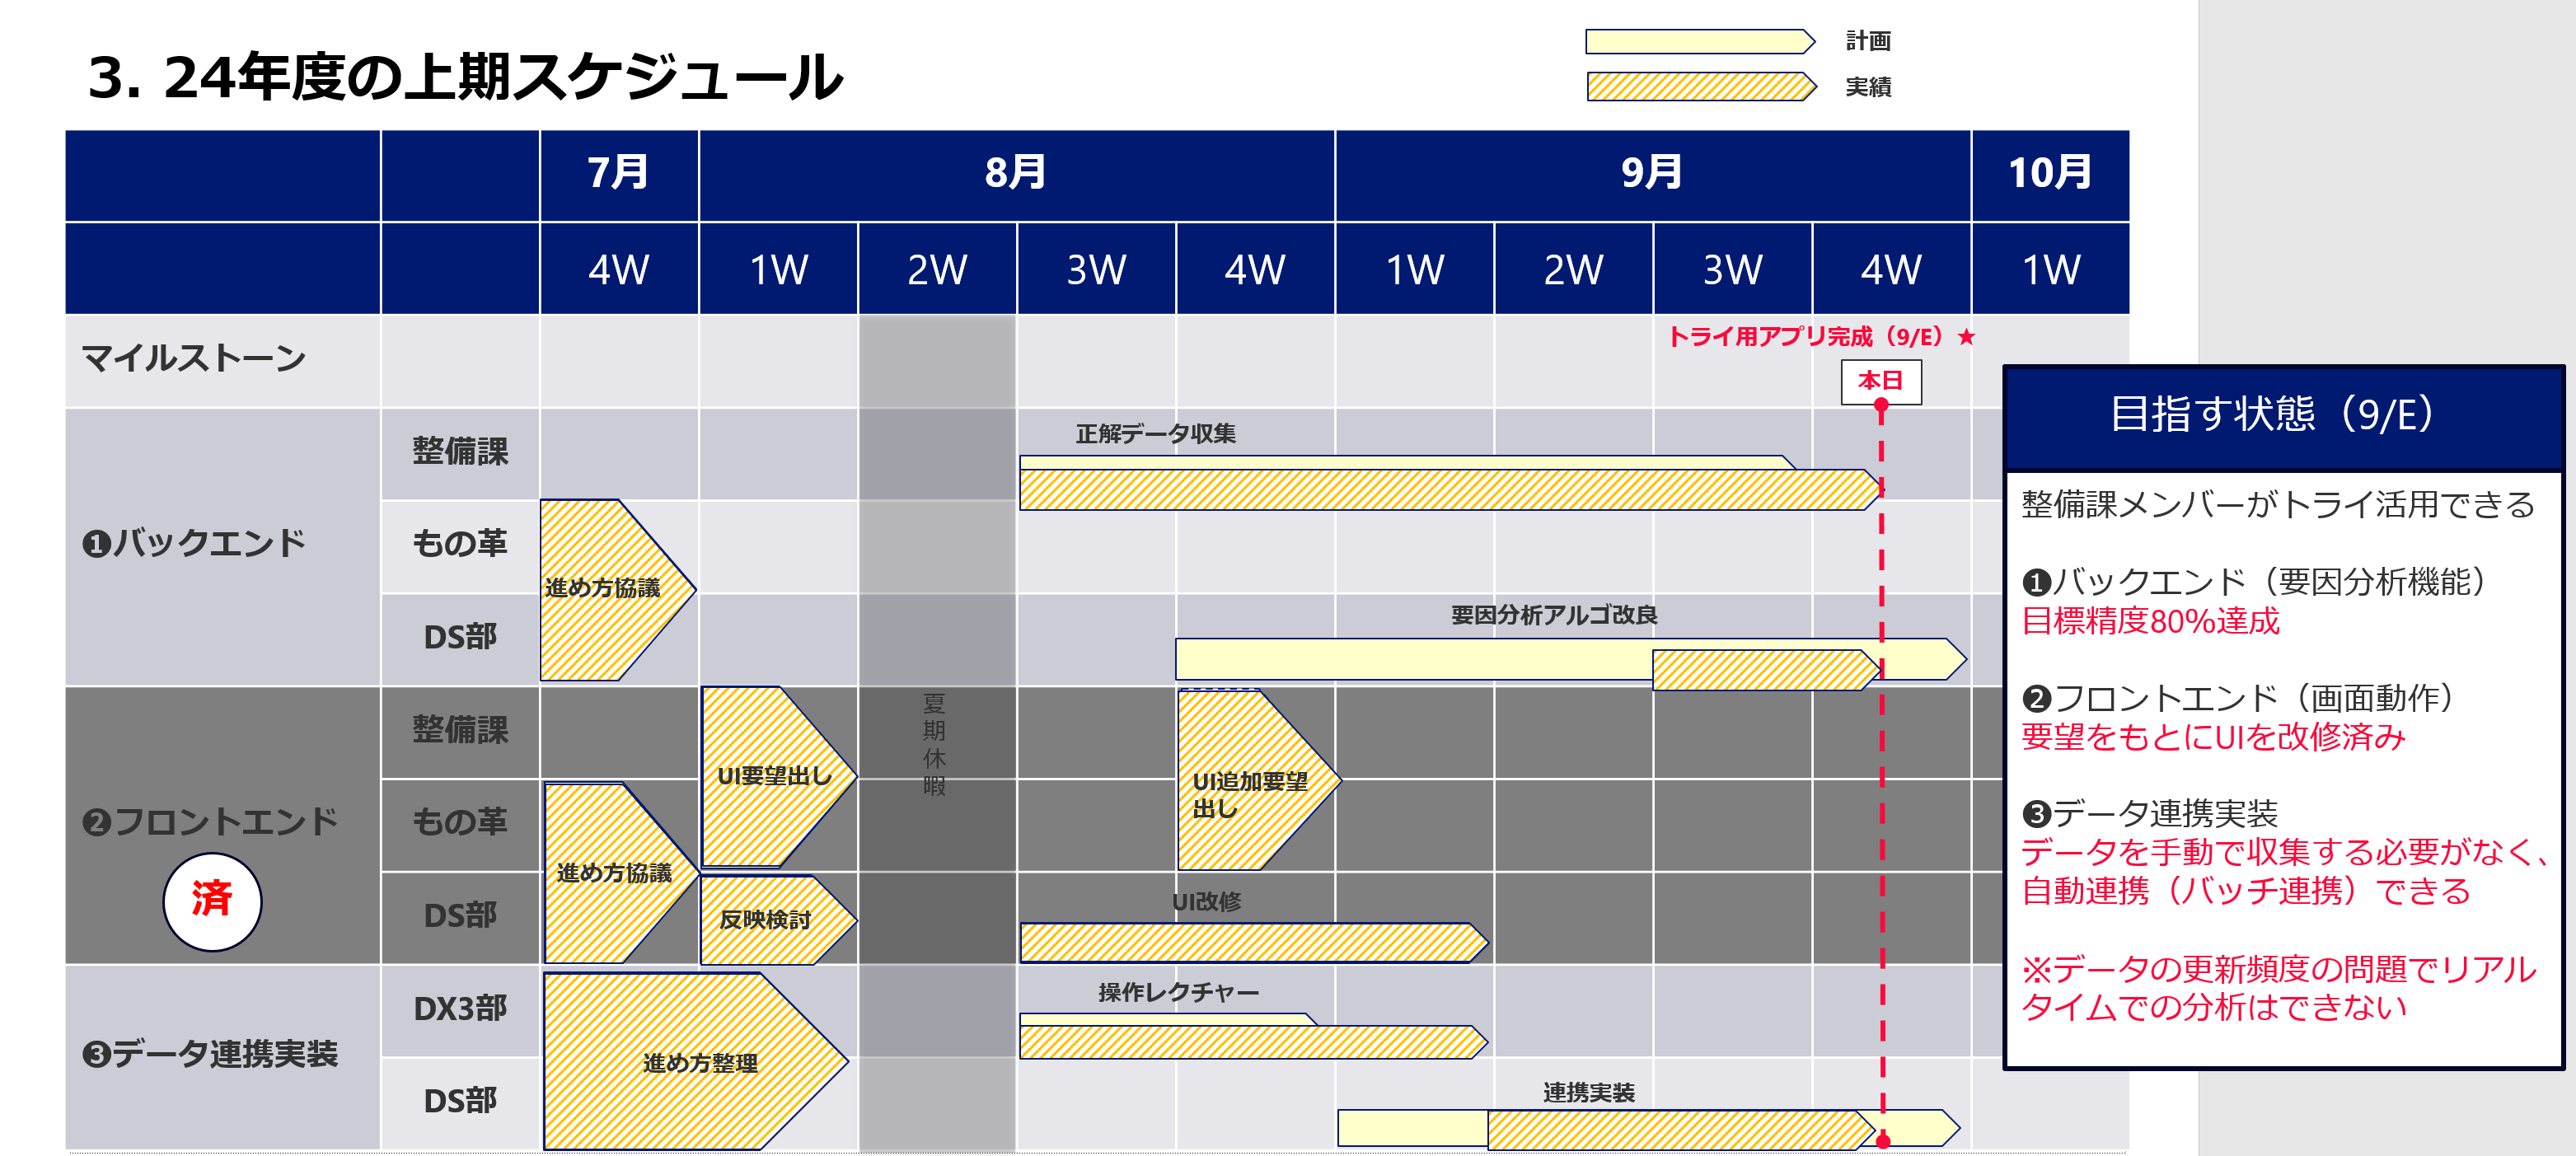 3. 24年度の上期スケジュール
計画
実績
7月 8月 9月 10月
4W 1W 2W 3W 4W 1W 2W 3W 4W 1W
マイルストーン
トライ用アプリ完成（9/E）★
本日
❶バックエンド
整備課
もの革
DS部
進め方協議
正解データ収集
要因分析アルゴ改良
夏
期
休
暇
❷フロントエンド
済
整備課
もの革
DS部
進め方協議
UI要望出し
反映検討
UI追加要望
出し
UI改修
❸データ連携実装
DX3部
DS部
進め方整理
操作レクチャー
連携実装
目指す状態（9/E）
整備課メンバーがトライ活用できる
❶バックエンド（要因分析機能）
目標精度80%達成
❷フロントエンド（画面動作）
要望をもとにUIを改修済み
❸データ連携実装
データを手動で収集する必要がなく、
自動連携（バッチ連携）できる
※データの更新頻度の問題でリアル
タイムでの分析はできない